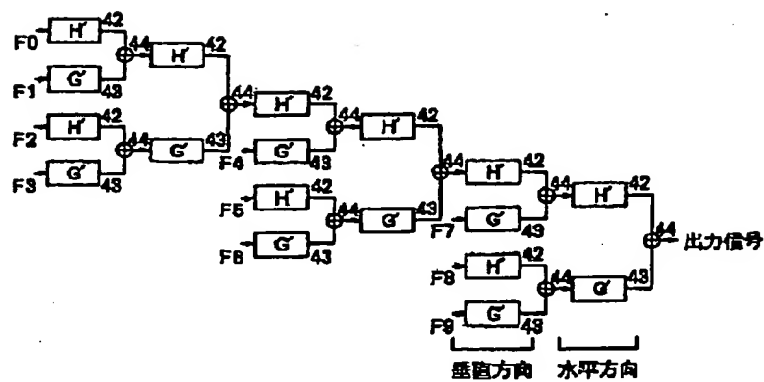 H' 42
F0 44 H' 42
F1 G' 43
44 H' 42
F2 H' 42 44 G' 43 44 H' 42
F3 G' 43 F4 G' 43
44 H' 42
F5 H' 42 44 G' 43 44 H' 42
F6 G' 43 F7 G' 43
44 出力信号
F8 H' 42 44 G' 43
F9 G' 43
垂直方向 水平方向